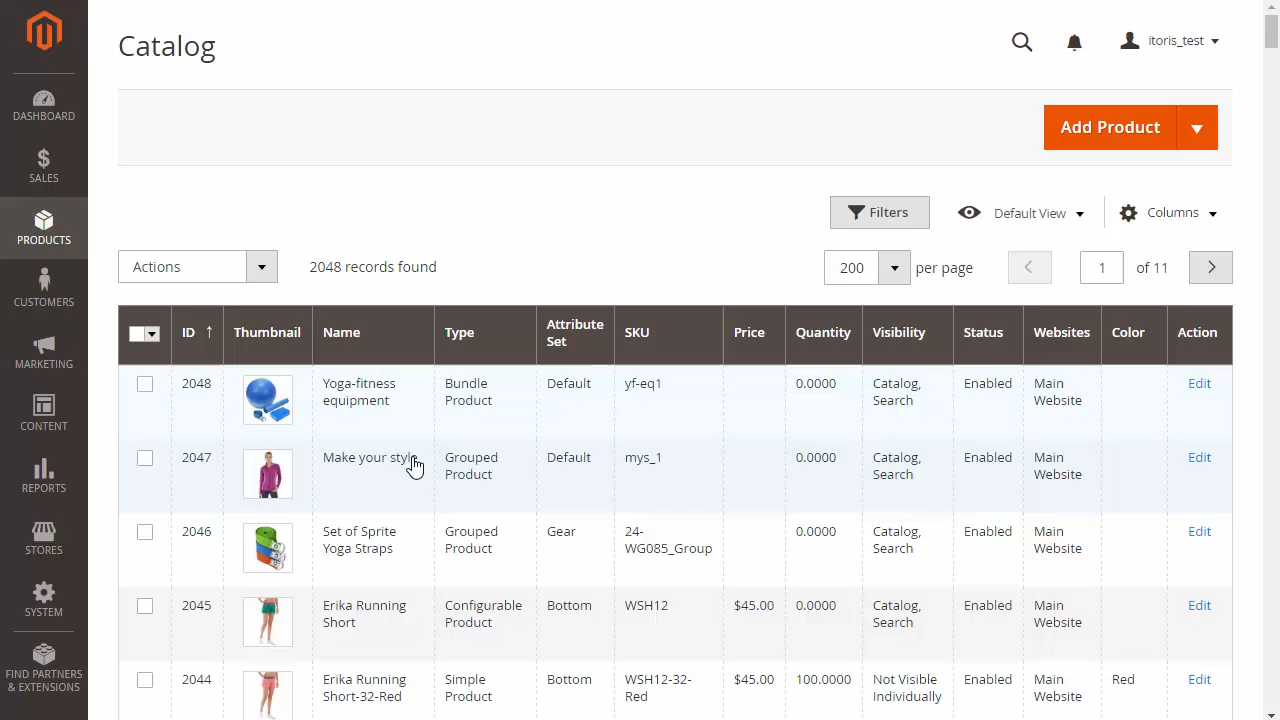 Catalog
itoris_test
Add Product
Filters
Default View
Columns
Actions
2048 records found
200
per page
1
of 11
ID ↑ Thumbnail Name Type Attribute Set SKU Price Quantity Visibility Status Websites Color Action
2048 Yoga-fitness equipment Bundle Product Default yf-eq1 0.0000 Catalog, Search Enabled Main Website Edit
2047 Make your style Grouped Product Default mys_1 0.0000 Catalog, Search Enabled Main Website Edit
2046 Set of Sprite Yoga Straps Grouped Product Gear 24-WG085_Group 0.0000 Catalog, Search Enabled Main Website Edit
2045 Erika Running Short Configurable Product Bottom WSH12 $45.00 0.0000 Catalog, Search Enabled Main Website Edit
2044 Erika Running Short-32-Red Simple Product Bottom WSH12-32-Red $45.00 100.0000 Not Visible Individually Enabled Main Website Red Edit
DASHBOARD
SALES
PRODUCTS
CUSTOMERS
MARKETING
CONTENT
REPORTS
STORES
SYSTEM
FIND PARTNERS
& EXTENSIONS